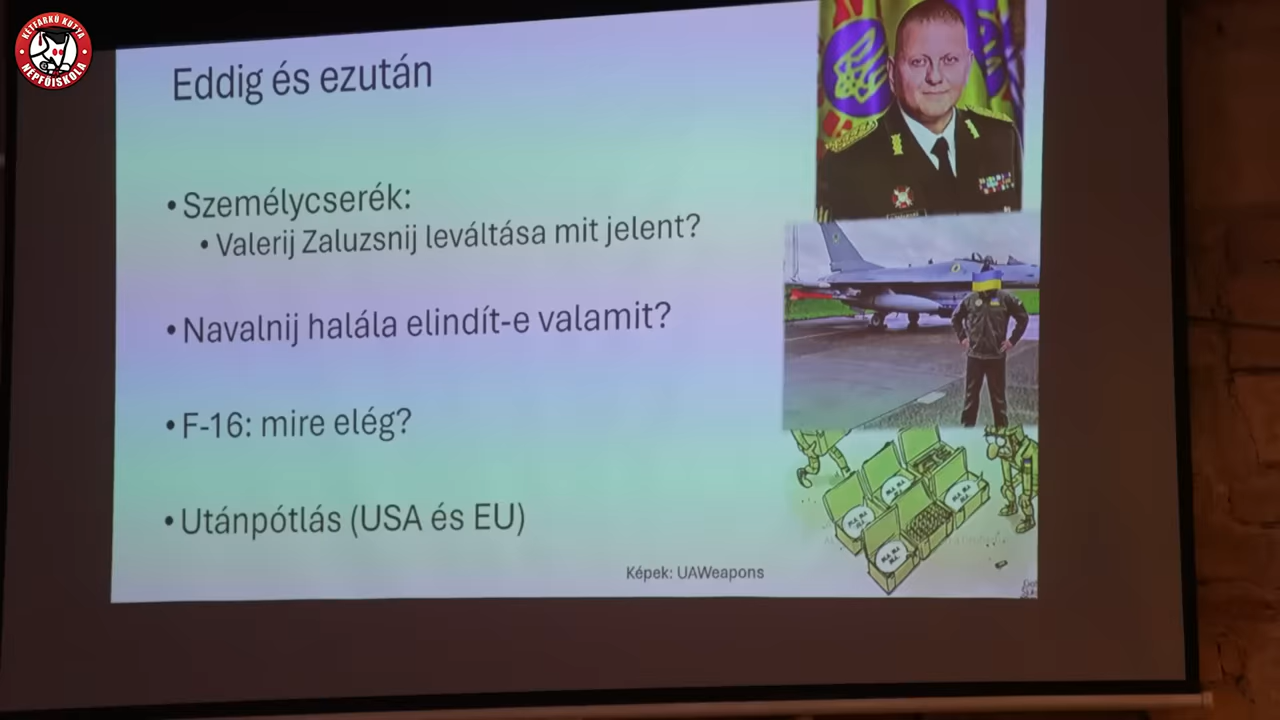 KÉTFARKÚ KUTYA
NÉPFŐISKOLA
Eddig és ezután
• Személycserék:
• Valerij Zaluzsnij leváltása mit jelent?
• Navalnij halála elindít-e valamit?
• F-16: mire elég?
• Utánpótlás (USA és EU)
Képek: UAWeapons